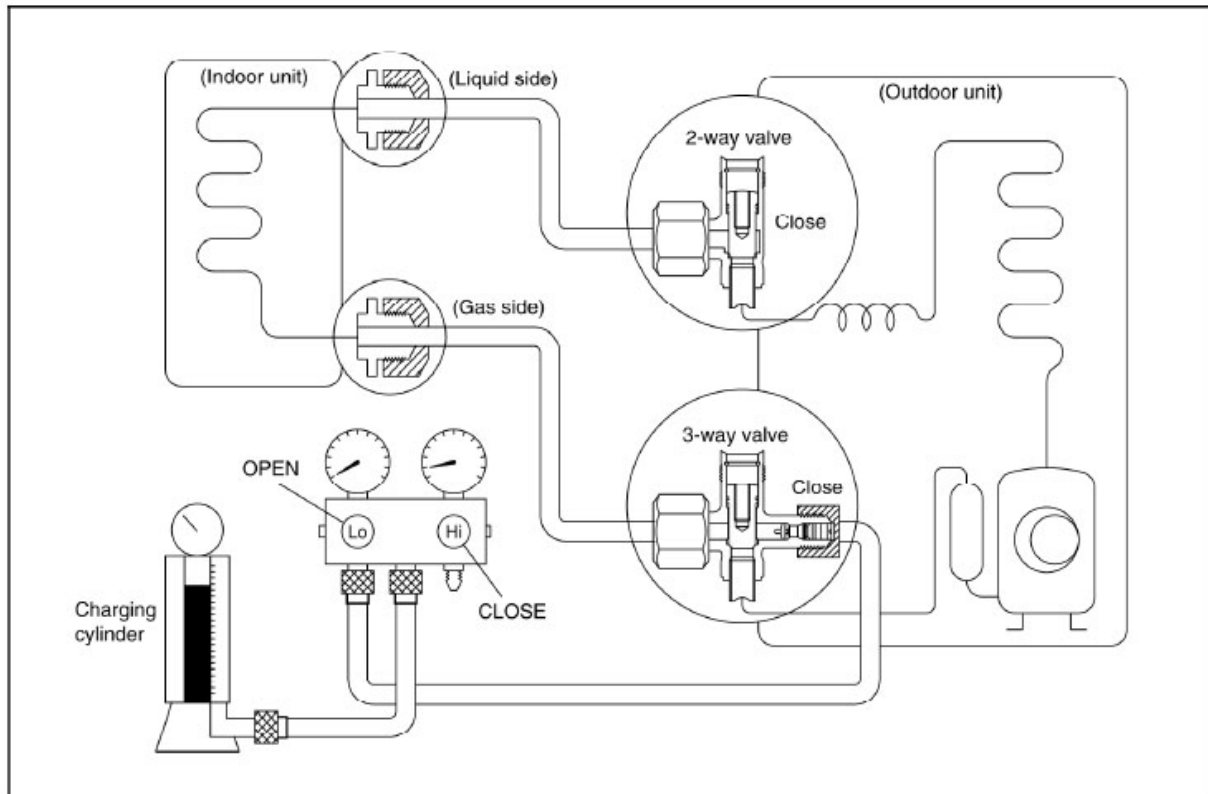 (Indoor unit)
(Liquid side)
(Outdoor unit)
2-way valve
Close
(Gas side)
3-way valve
Close
OPEN
Lo
Hi
CLOSE
Charging
cylinder